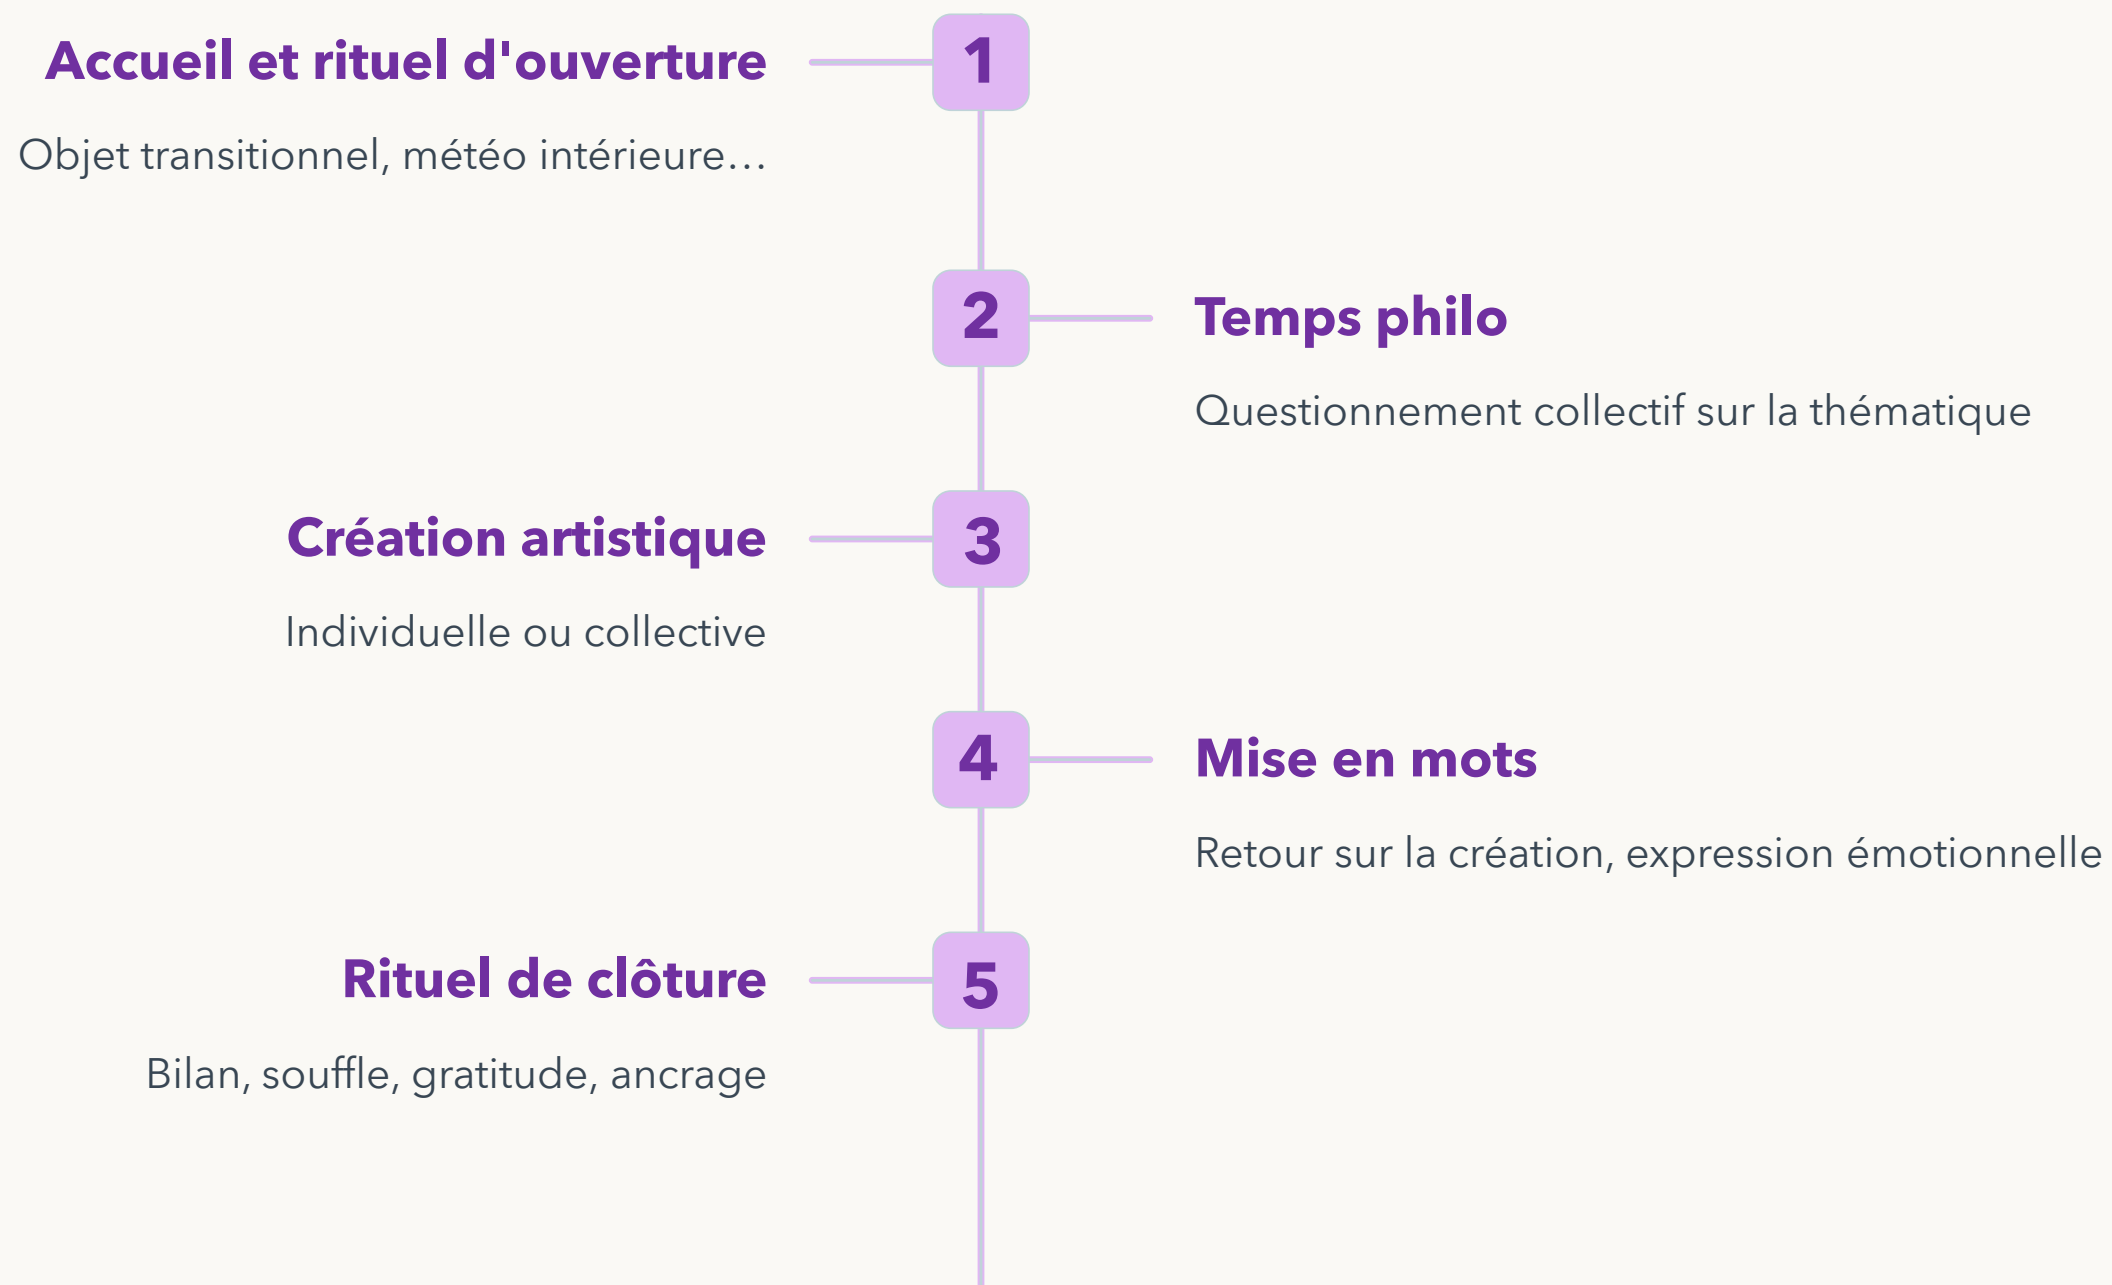 Accueil et rituel d'ouverture
1
Objet transitionnel, météo intérieure…
2
Temps philo
Questionnement collectif sur la thématique
Création artistique
3
Individuelle ou collective
4
Mise en mots
Retour sur la création, expression émotionnelle
Rituel de clôture
5
Bilan, souffle, gratitude, ancrage